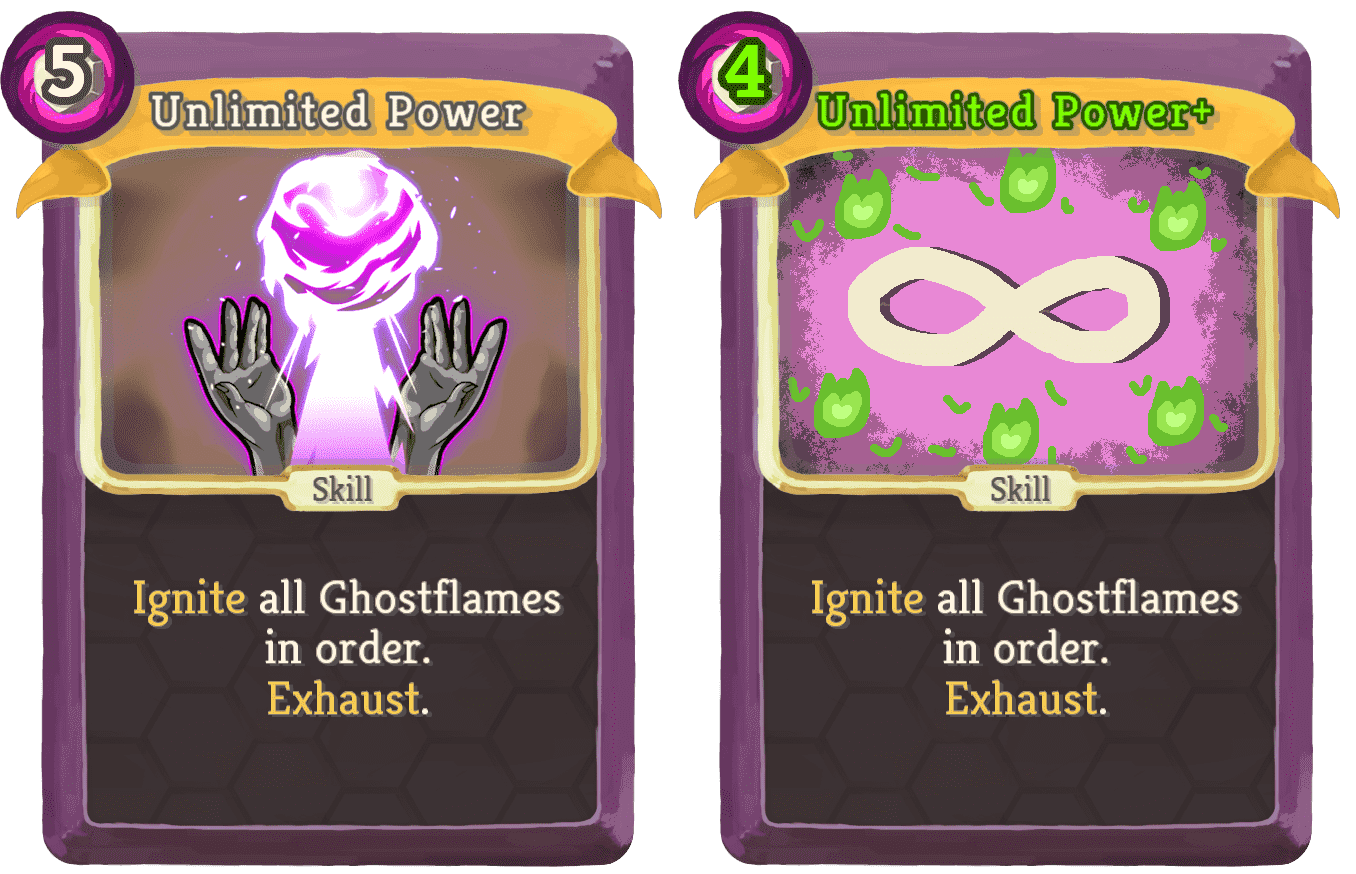 5
Unlimited Power
Skill
Ignite all Ghostflames
in order.
Exhaust.
4
Unlimited Power+
Skill
Ignite all Ghostflames
in order.
Exhaust.